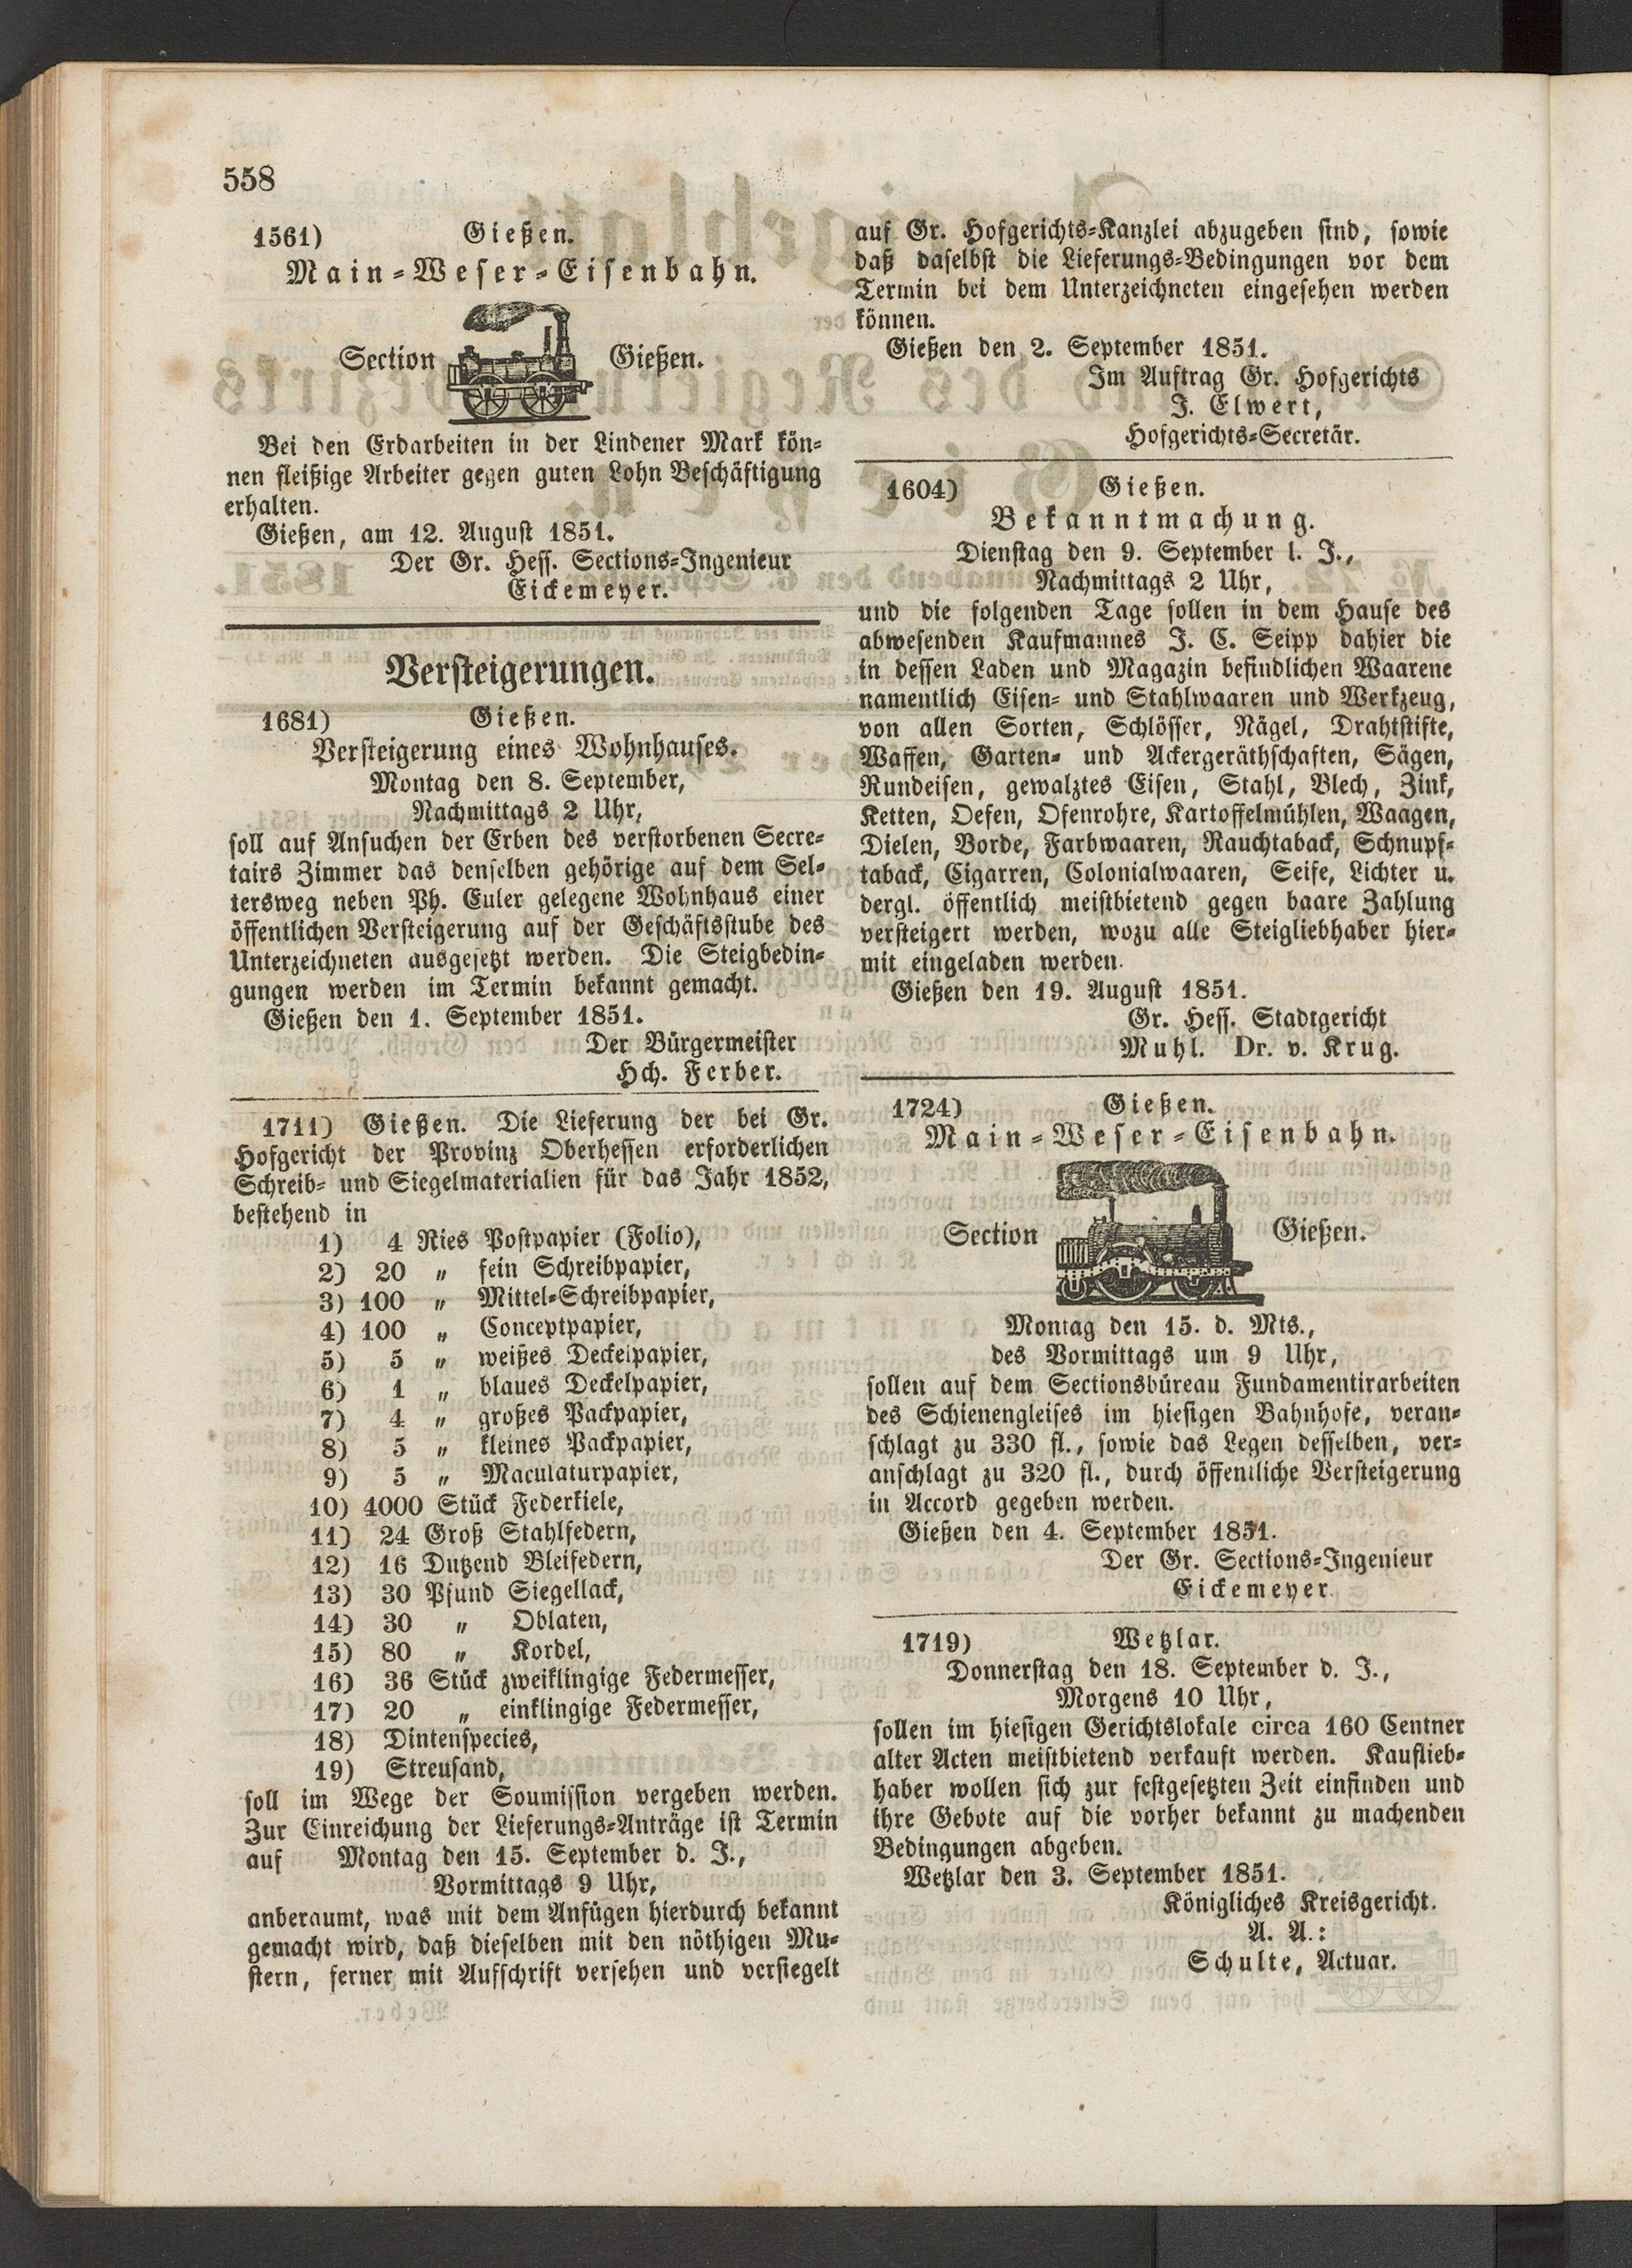 558
1561) Gießen.
Main-Weser-Eisenbahn.
Section Gießen.
Bei den Erdarbeiten in der Lindener Mark kön-
nen fleißige Arbeiter gegen guten Lohn Beschäftigung
erhalten.
Gießen, am 12. August 1851.
Der Gr. Hess. Sections-Ingenieur
Eickemeyer.
Versteigerungen.
1681) Gießen.
Versteigerung eines Wohnhauses.
Montag den 8. September,
Nachmittags 2 Uhr,
soll auf Ansuchen der Erben des verstorbenen Secre-
tairs Zimmer das denselben gehörige auf dem Sel-
tersweg neben Ph. Euler gelegene Wohnhaus einer
öffentlichen Versteigerung auf der Geschäftsstube des
Unterzeichneten ausgesetzt werden. Die Steigbedin-
gungen werden im Termin bekannt gemacht.
Gießen den 1. September 1851.
Der Bürgermeister
Hch. Ferber.
1711) Gießen. Die Lieferung der bei Gr.
Hofgericht der Provinz Oberhessen erforderlichen
Schreib- und Siegelmaterialien für das Jahr 1852,
bestehend in
1) 4 Ries Postpapier (Folio),
2) 20 „ fein Schreibpapier,
3) 100 „ Mittel-Schreibpapier,
4) 100 „ Conceptpapier,
5) 5 „ weißes Deckelpapier,
6) 1 „ blaues Deckelpapier,
7) 4 „ großes Packpapier,
8) 5 „ kleines Packpapier,
9) 5 „ Maculaturpapier,
10) 4000 Stück Federkiele,
11) 24 Groß Stahlfedern,
12) 16 Dutzend Bleifedern,
13) 30 Pfund Siegellack,
14) 30 „ Oblaten,
15) 80 „ Kordel,
16) 36 Stück zweiklingige Federmesser,
17) 20 „ einklingige Federmesser,
18) Dintenspecies,
19) Streusand,
soll im Wege der Soumission vergeben werden.
Zur Einreichung der Lieferungs-Anträge ist Termin
auf Montag den 15. September d. J.,
Vormittags 9 Uhr,
anberaumt, was mit dem Anfügen hierdurch bekannt
gemacht wird, daß dieselben mit den nöthigen Mu-
stern, ferner mit Aufschrift versehen und versiegelt
auf Gr. Hofgerichts-Kanzlei abzugeben sind, sowie
daß daselbst die Lieferungs-Bedingungen vor dem
Termin bei dem Unterzeichneten eingesehen werden
können.
Gießen den 2. September 1851.
Im Auftrag Gr. Hofgerichts
J. Elwert,
Hofgerichts-Secretär.
1604) Gießen.
Bekanntmachung.
Dienstag den 9. September l. J.,
Nachmittags 2 Uhr,
und die folgenden Tage sollen in dem Hause des
abwesenden Kaufmannes J. C. Seipp dahier die
in dessen Laden und Magazin befindlichen Waarene
namentlich Eisen- und Stahlwaaren und Werkzeug,
von allen Sorten, Schlösser, Nägel, Drahtstifte,
Waffen, Garten- und Ackergeräthschaften, Sägen,
Rundeisen, gewalztes Eisen, Stahl, Blech, Zink,
Ketten, Oefen, Ofenrohre, Kartoffelmühlen, Waagen,
Dielen, Borde, Farbwaaren, Rauchtaback, Schnupf-
taback, Cigarren, Colonialwaaren, Seife, Lichter u.
dergl. öffentlich meistbietend gegen baare Zahlung
versteigert werden, wozu alle Steigliebhaber hier-
mit eingeladen werden.
Gießen den 19. August 1851.
Gr. Hess. Stadtgericht
Muhl. Dr. v. Krug.
1724) Gießen.
Main-Weser-Eisenbahn.
Section Gießen.
Montag den 15. d. Mts.,
des Vormittags um 9 Uhr,
sollen auf dem Sectionsbüreau Fundamentirarbeiten
des Schienengleises im hiesigen Bahnhofe, veran-
schlagt zu 330 fl., sowie das Legen desselben, ver-
anschlagt zu 320 fl., durch öffentliche Versteigerung
in Accord gegeben werden.
Gießen den 4. September 1851.
Der Gr. Sections-Ingenieur
Eickemeyer.
1719) Wetzlar.
Donnerstag den 18. September d. J.,
Morgens 10 Uhr,
sollen im hiesigen Gerichtslokale circa 160 Centner
alter Acten meistbietend verkauft werden. Kauflieb-
haber wollen sich zur festgesetzten Zeit einfinden und
ihre Gebote auf die vorher bekannt zu machenden
Bedingungen abgeben.
Wetzlar den 3. September 1851.
Königliches Kreisgericht.
A. A.:
Schulte, Actuar.